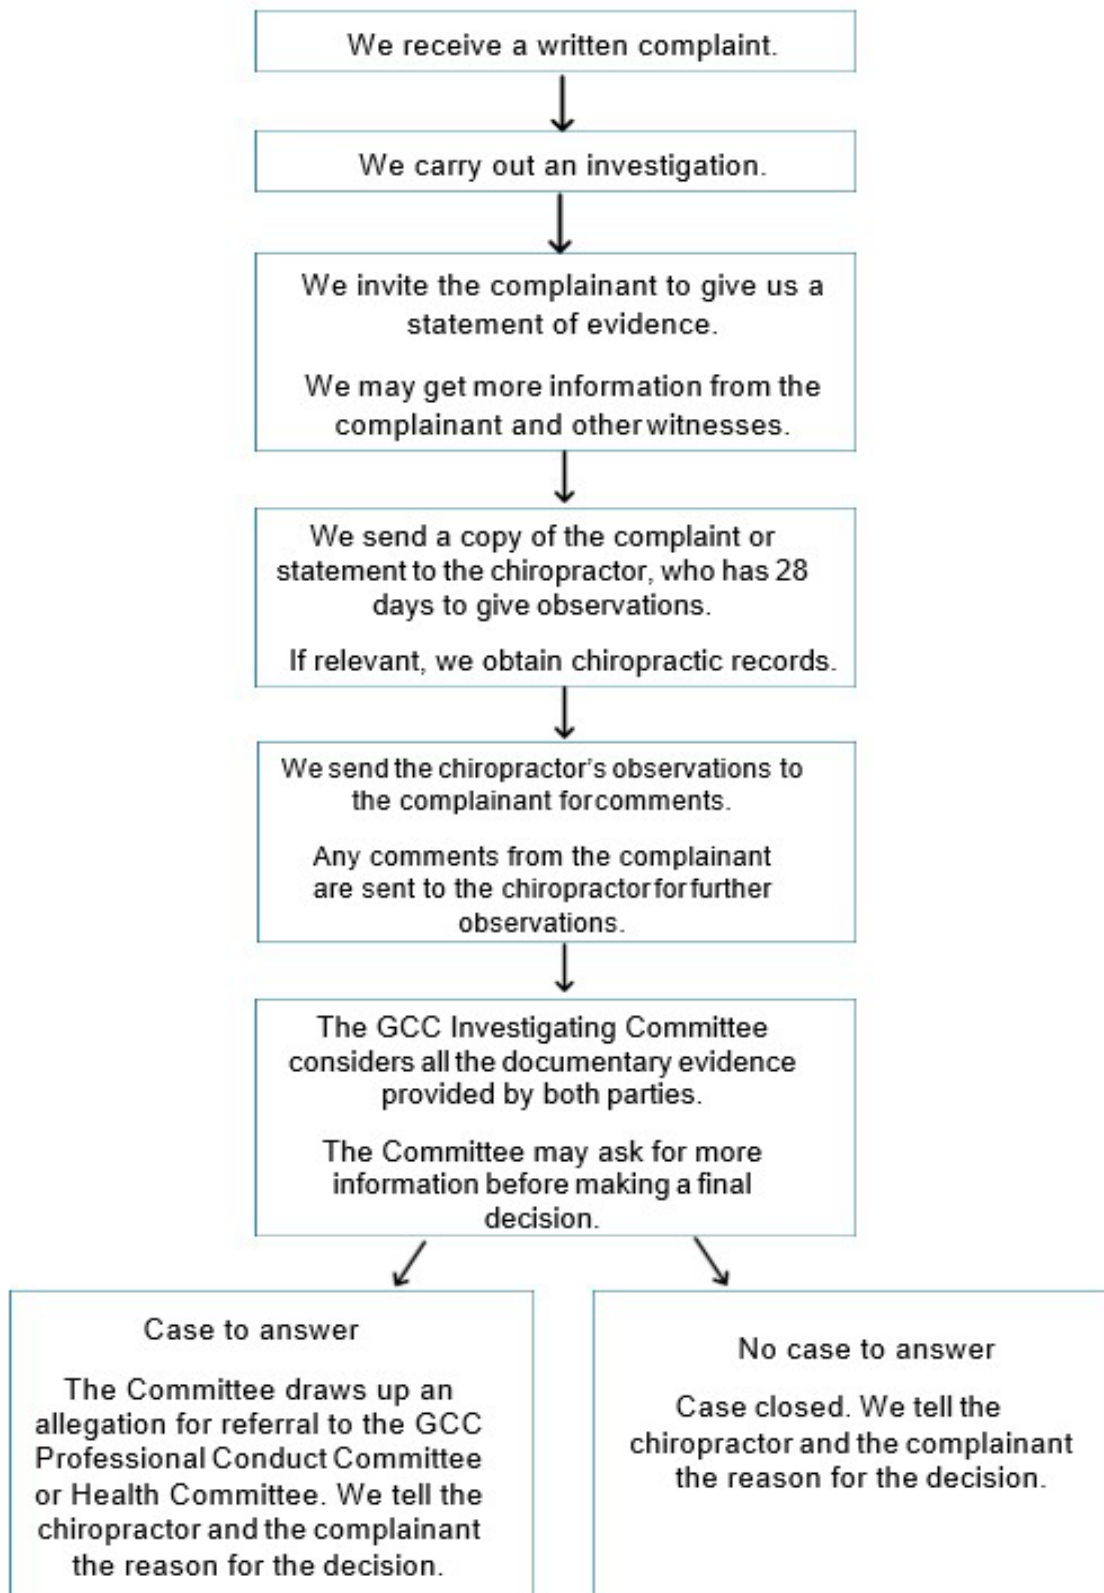 We receive a written complaint.
We carry out an investigation.
We invite the complainant to give us a
statement of evidence.
We may get more information from the
complainant and other witnesses.
We send a copy of the complaint or
statement to the chiropractor, who has 28
days to give observations.
If relevant, we obtain chiropractic records.
We send the chiropractor's observations to
the complainant for comments.
Any comments from the complainant
are sent to the chiropractor for further
observations.
The GCC Investigating Committee
considers all the documentary evidence
provided by both parties.
The Committee may ask for more
information before making a final
decision.
Case to answer
The Committee draws up an
allegation for referral to the GCC
Professional Conduct Committee
or Health Committee. We tell the
chiropractor and the complainant
the reason for the decision.
No case to answer
Case closed. We tell the
chiropractor and the complainant
the reason for the decision.